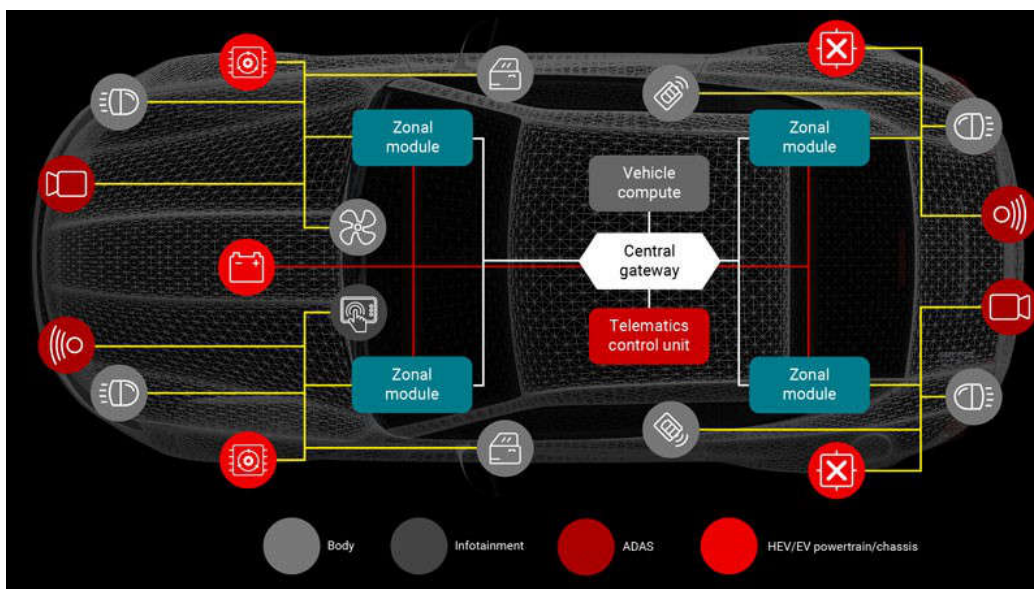 Zonal
module
Zonal
module
Vehicle
compute
Central
gateway
Telematics
control unit
Zonal
module
Zonal
module
Body
Infotainment
ADAS
HEV/EV powertrain/chassis